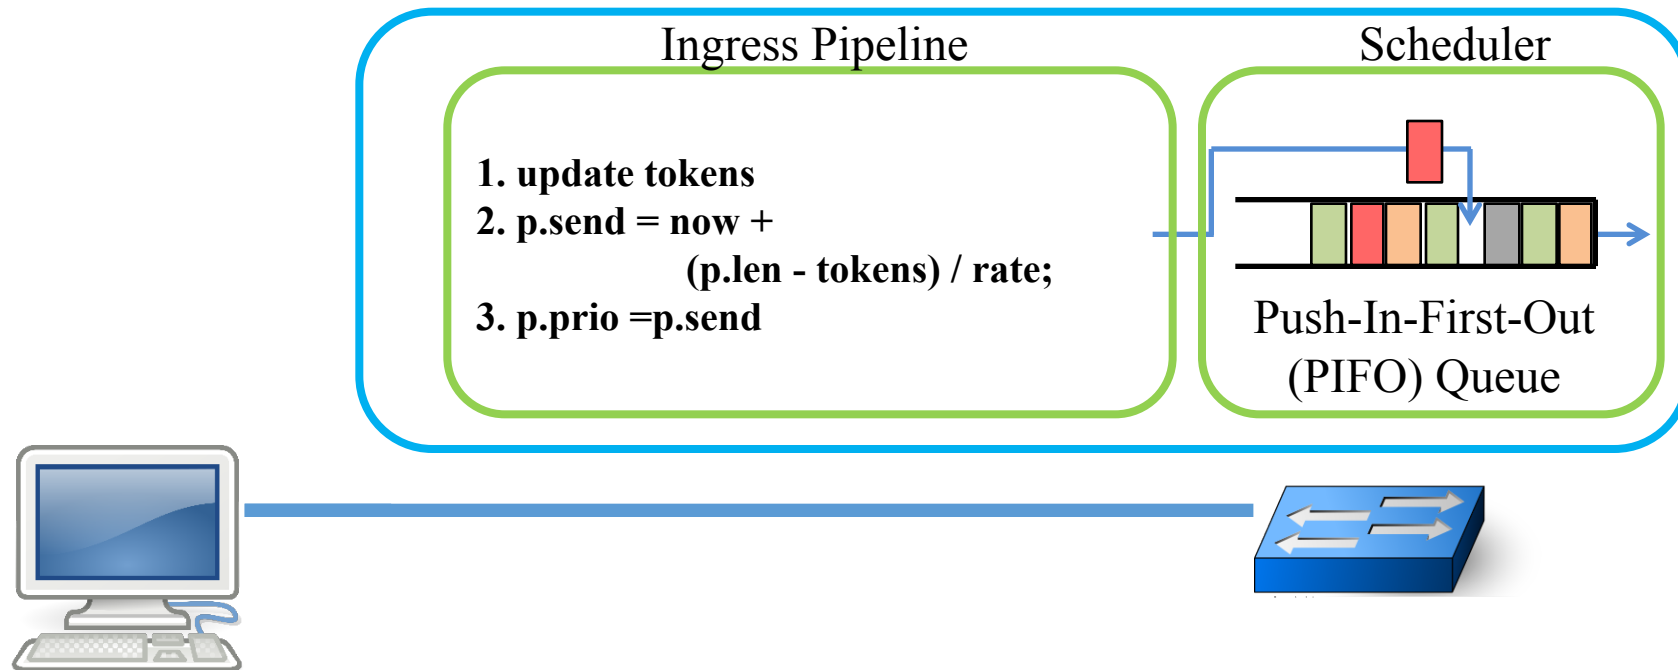 Ingress Pipeline
Scheduler
1. update tokens
2. p.send = now +
(p.len - tokens) / rate;
3. p.prio =p.send
Push-In-First-Out
(PIFO) Queue